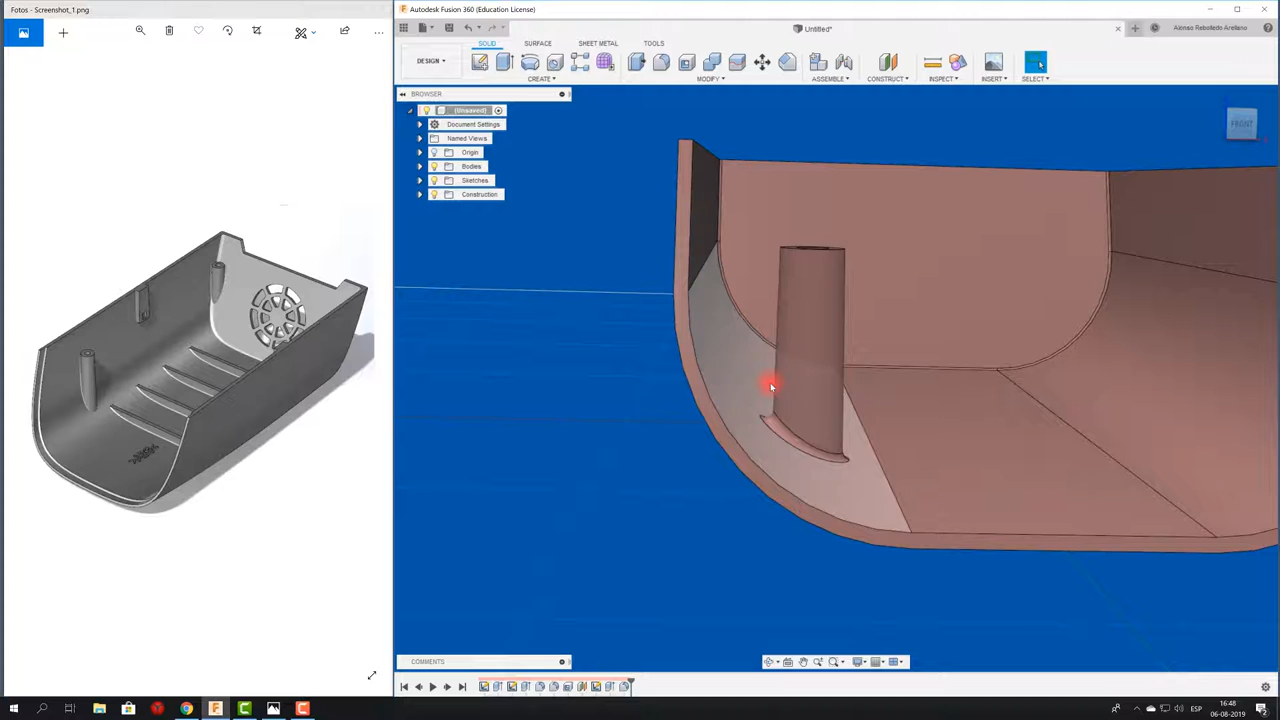 Fotos - Screenshot_1.png
Autodesk Fusion 360 (Education License)
Untitled*
Alonso Rebolledo Arellano
SOLID
SURFACE
SHEET METAL
TOOLS
DESIGN
CREATE
MODIFY
ASSEMBLE
CONSTRUCT
INSPECT
INSERT
SELECT
BROWSER
(Unsaved)
Document Settings
Named Views
Origin
Bodies
Sketches
Construction
FRONT
COMMENTS
ESP
16:48
06-08-2019